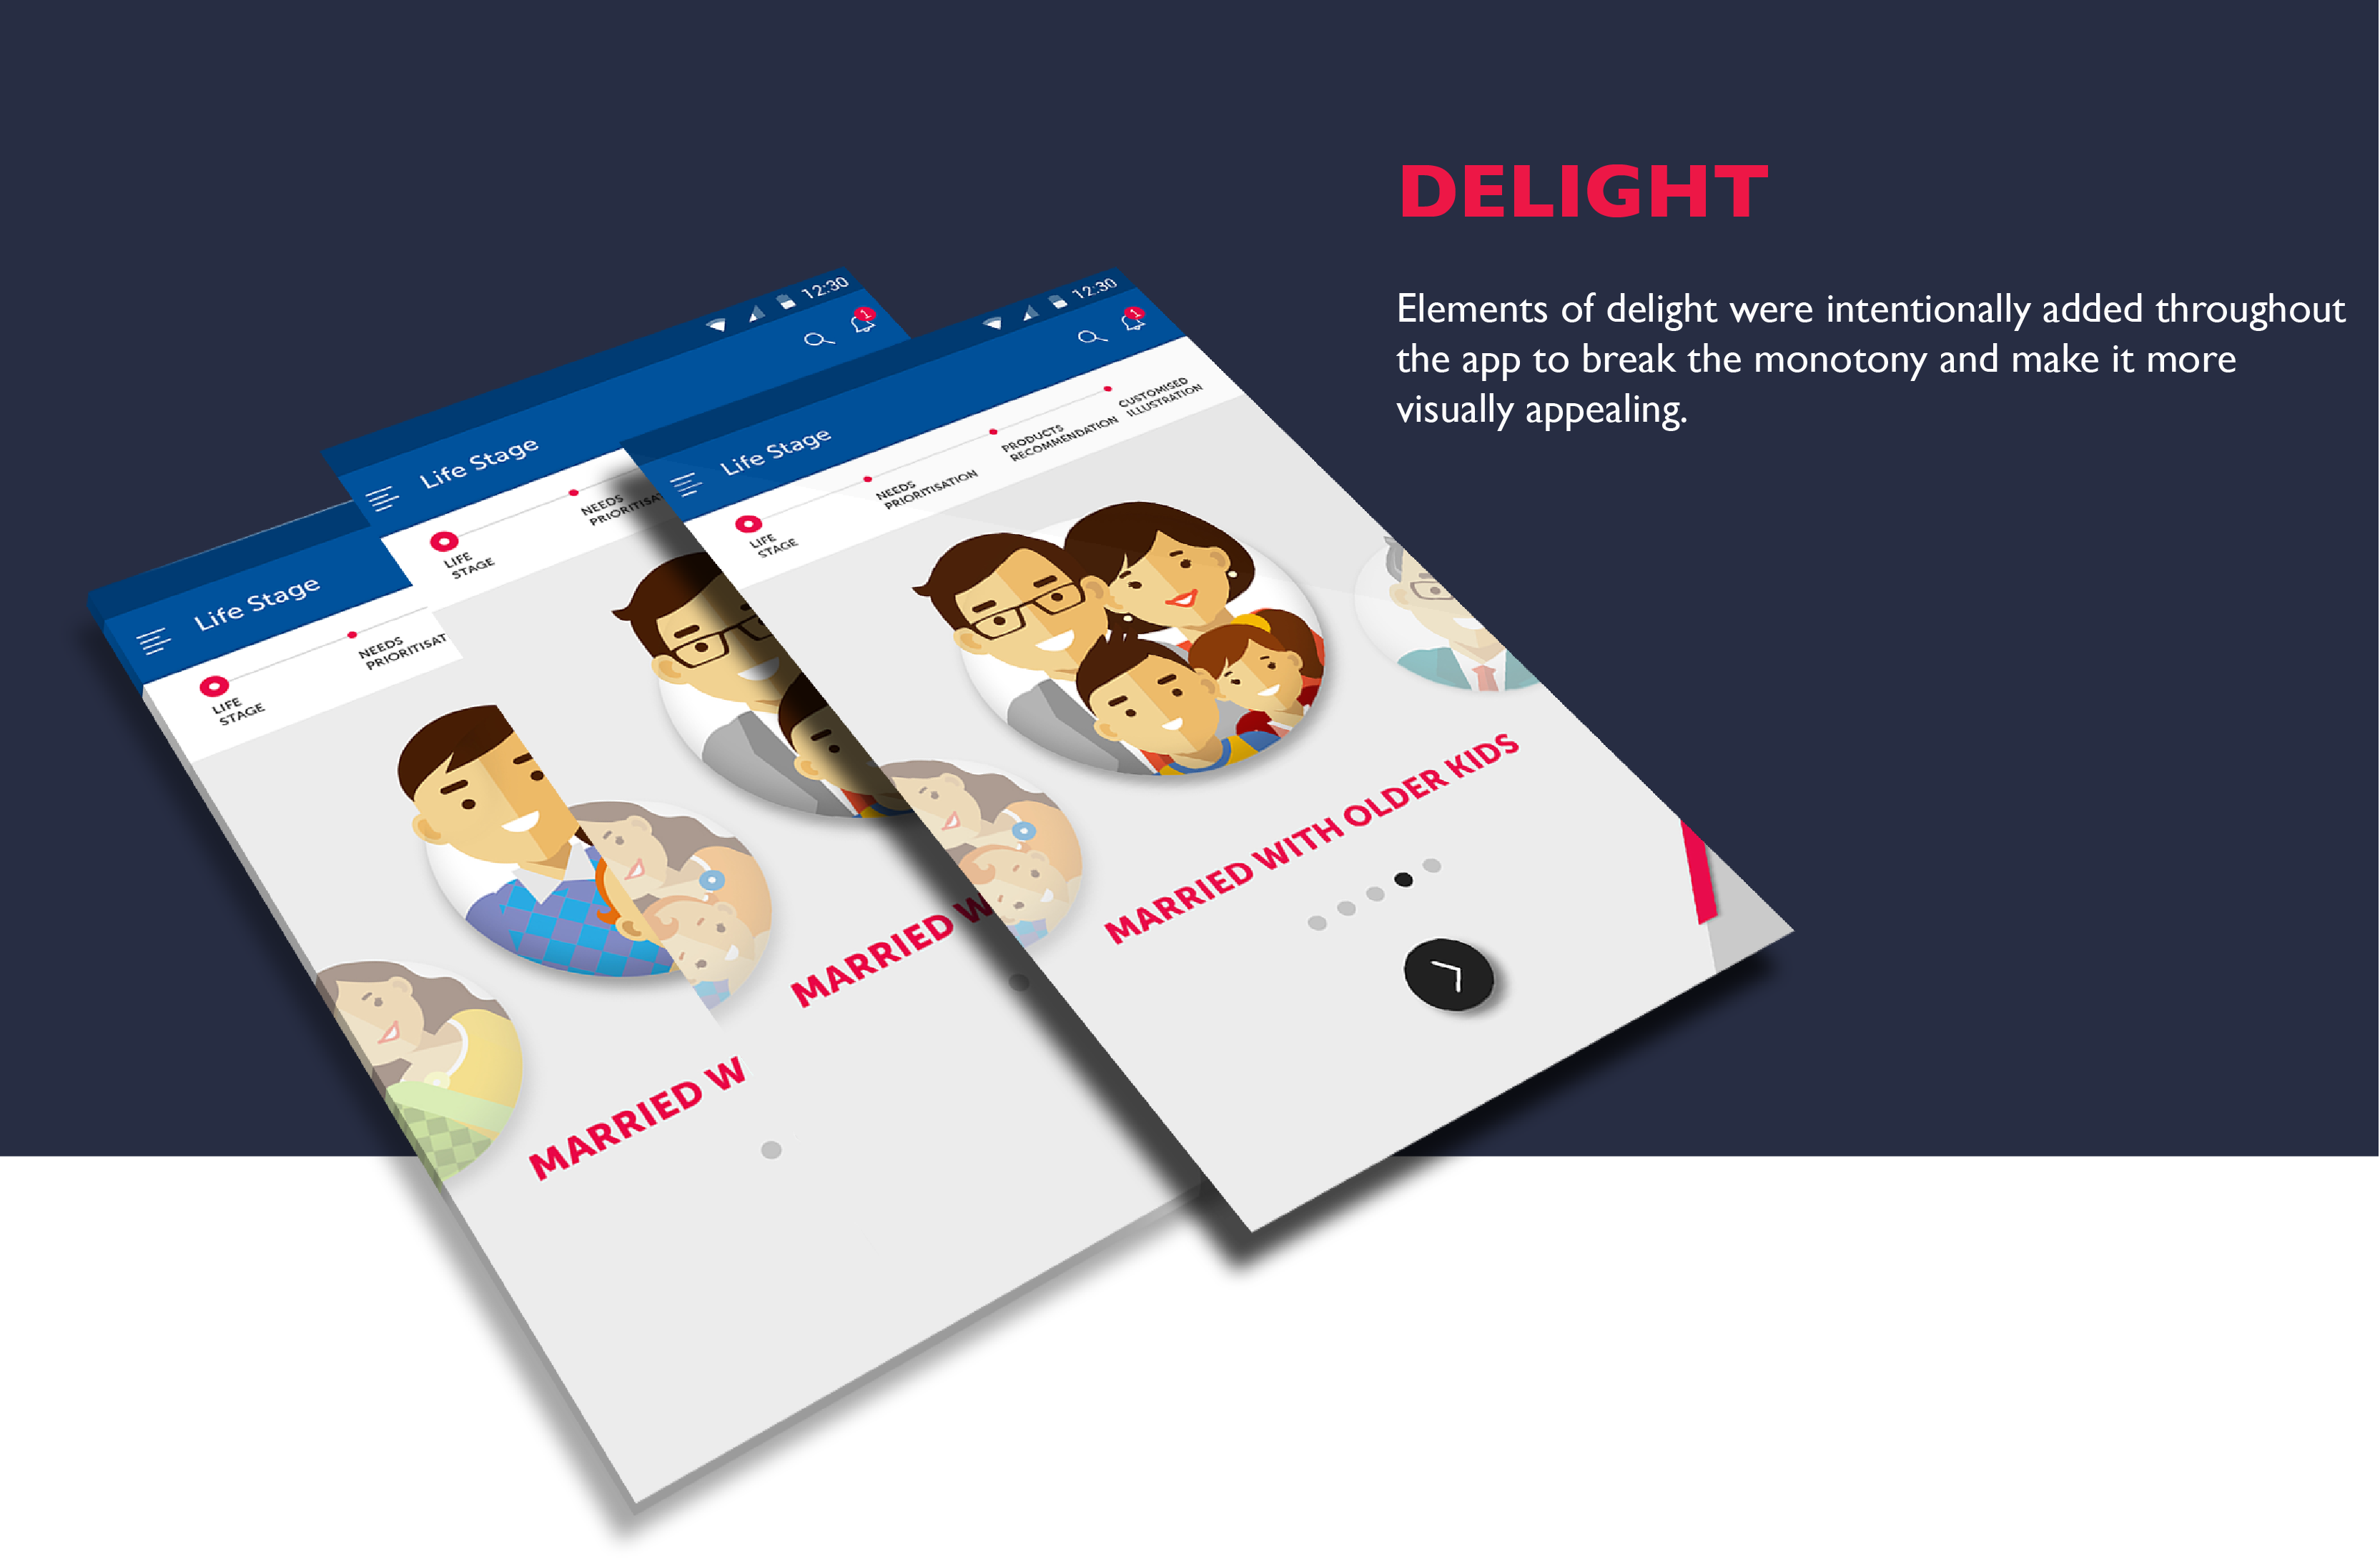 DELIGHT
Elements of delight were intentionally added throughout
the app to break the monotony and make it more
visually appealing.
12:30
1
Life Stage
LIFE
STAGE
NEEDS
PRIORITISATION
PRODUCTS
RECOMMENDATION
CUSTOMISED
ILLUSTRATION
MARRIED WITH OLDER KIDS
12:30
1
Life Stage
LIFE
STAGE
NEEDS
PRIORITISAT
MARRIED W
Life Stage
LIFE
STAGE
NEEDS
PRIORITISAT
MARRIED W